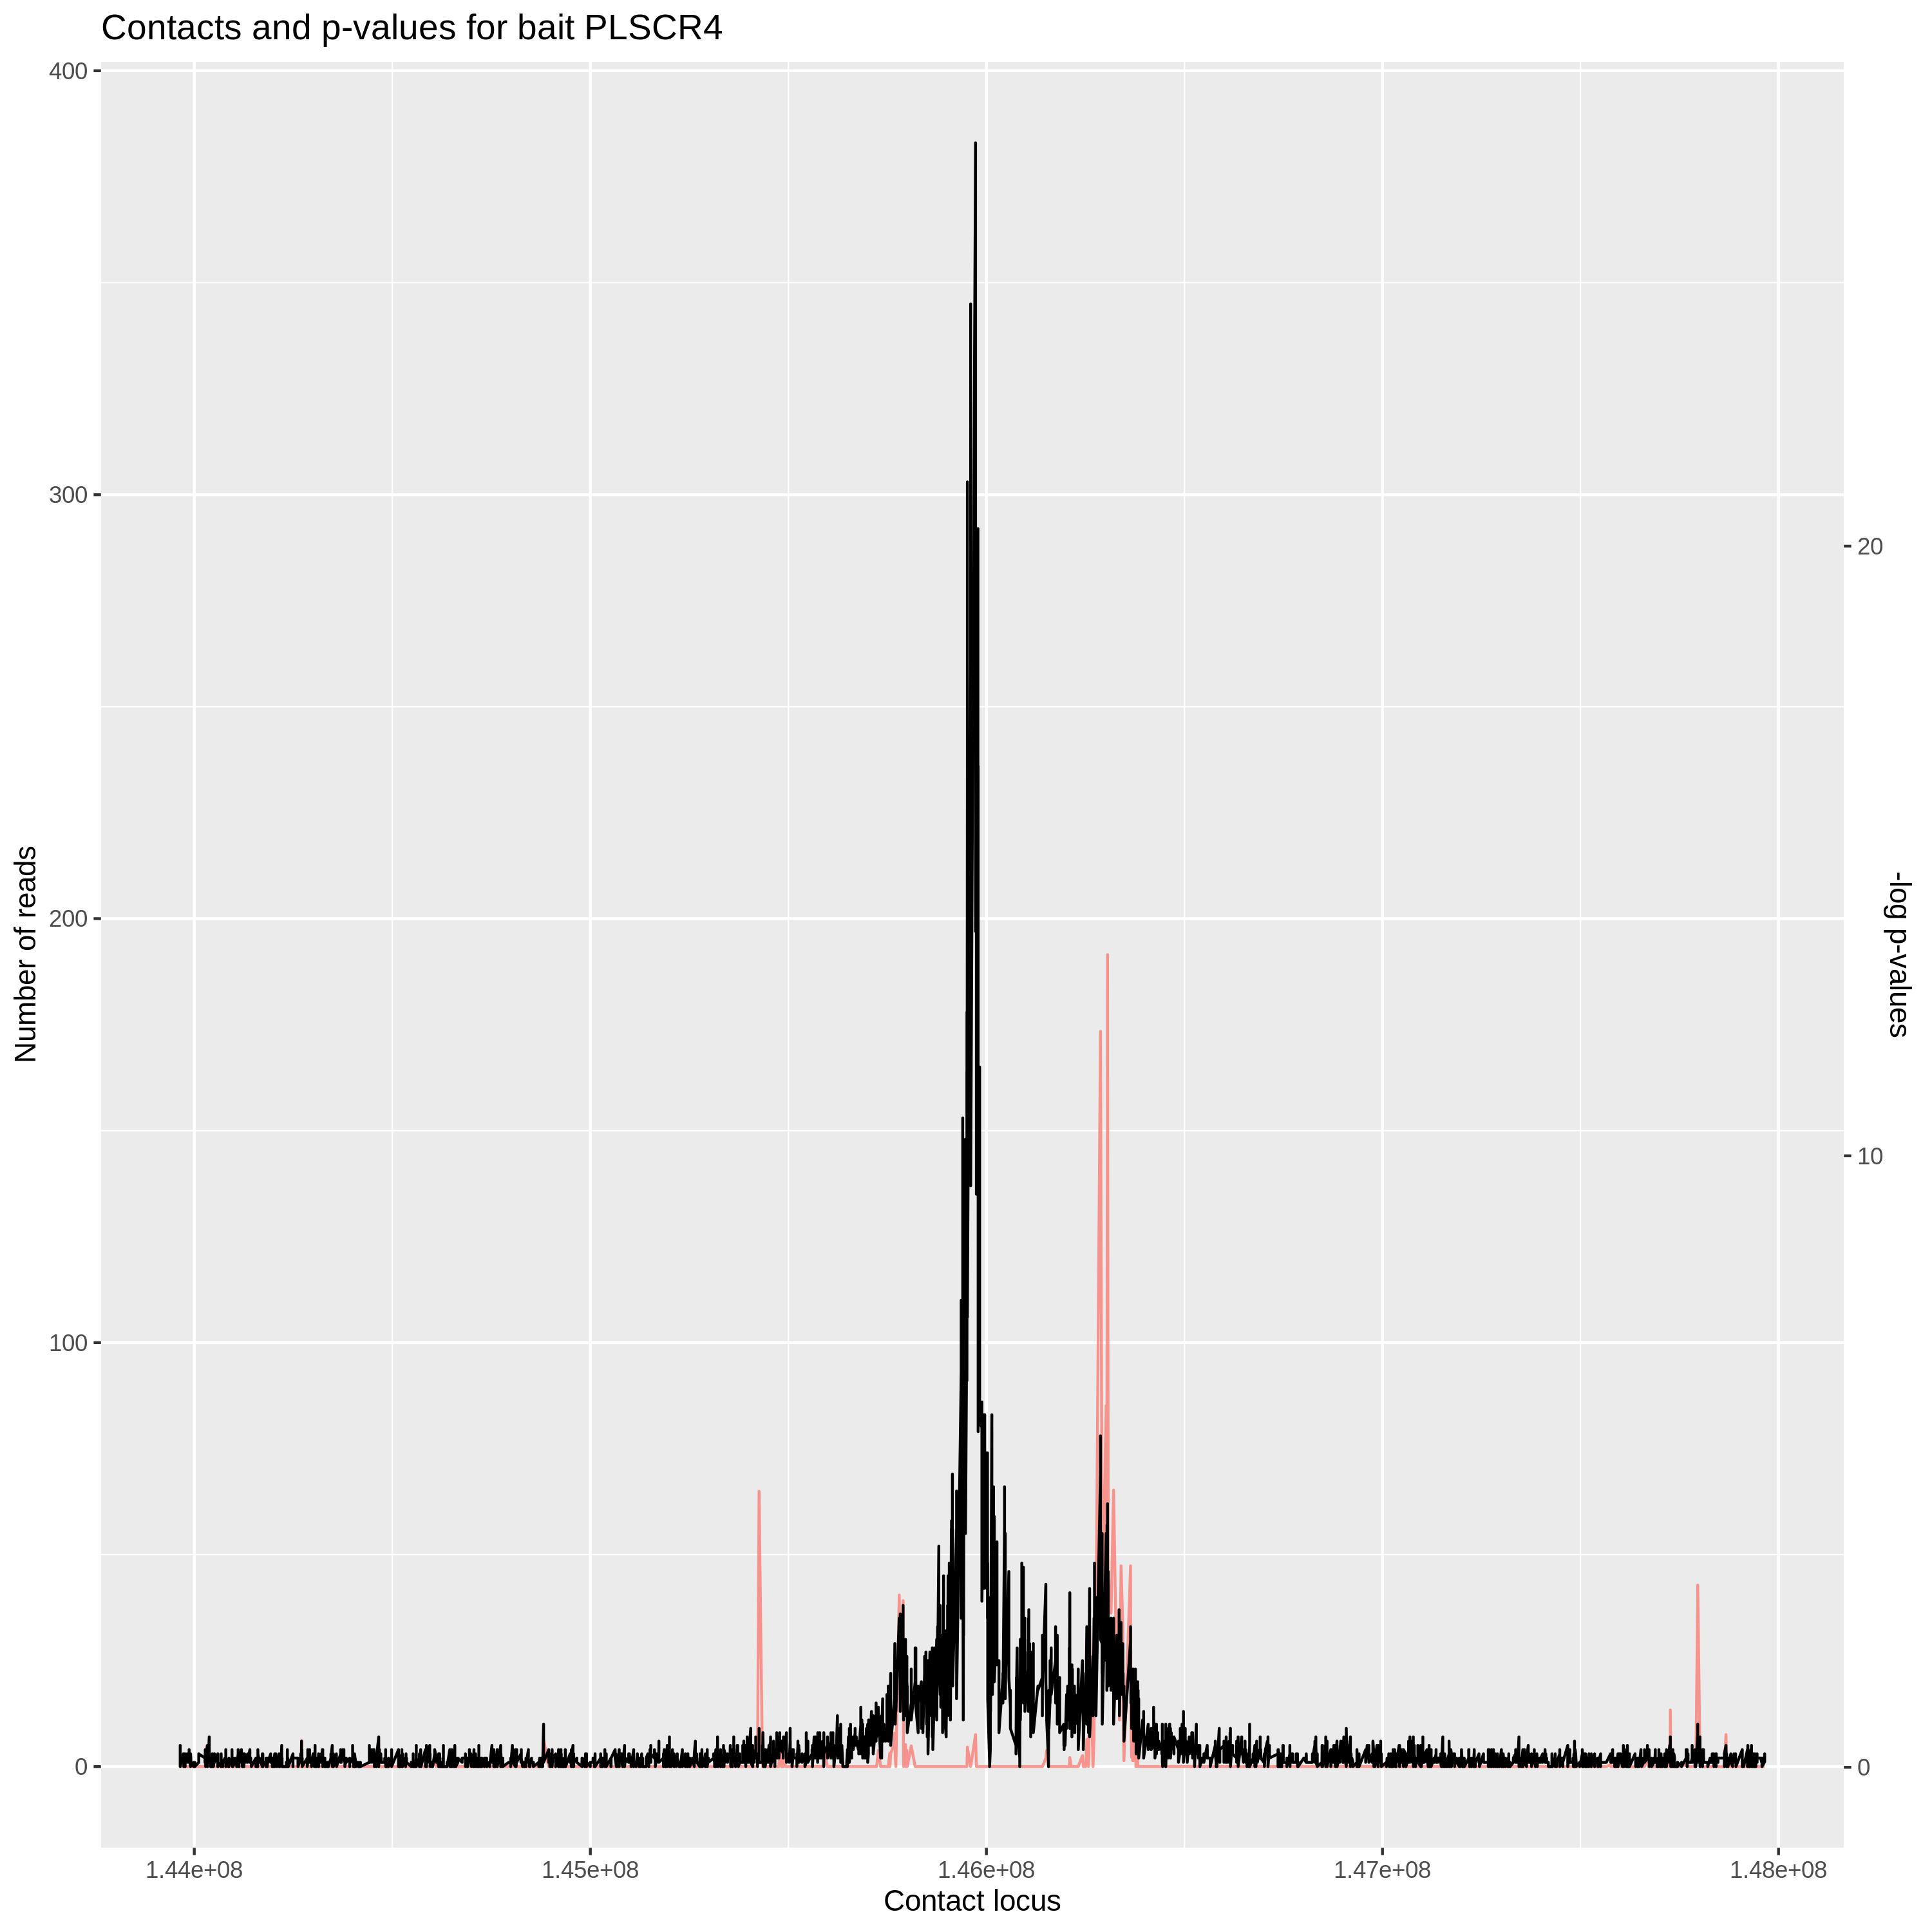 Contacts and p-values for bait PLSCR4
400
300
200
100
0
Number of reads
20
10
0
-log p-values
1.44e+08
1.45e+08
1.46e+08
1.47e+08
1.48e+08
Contact locus